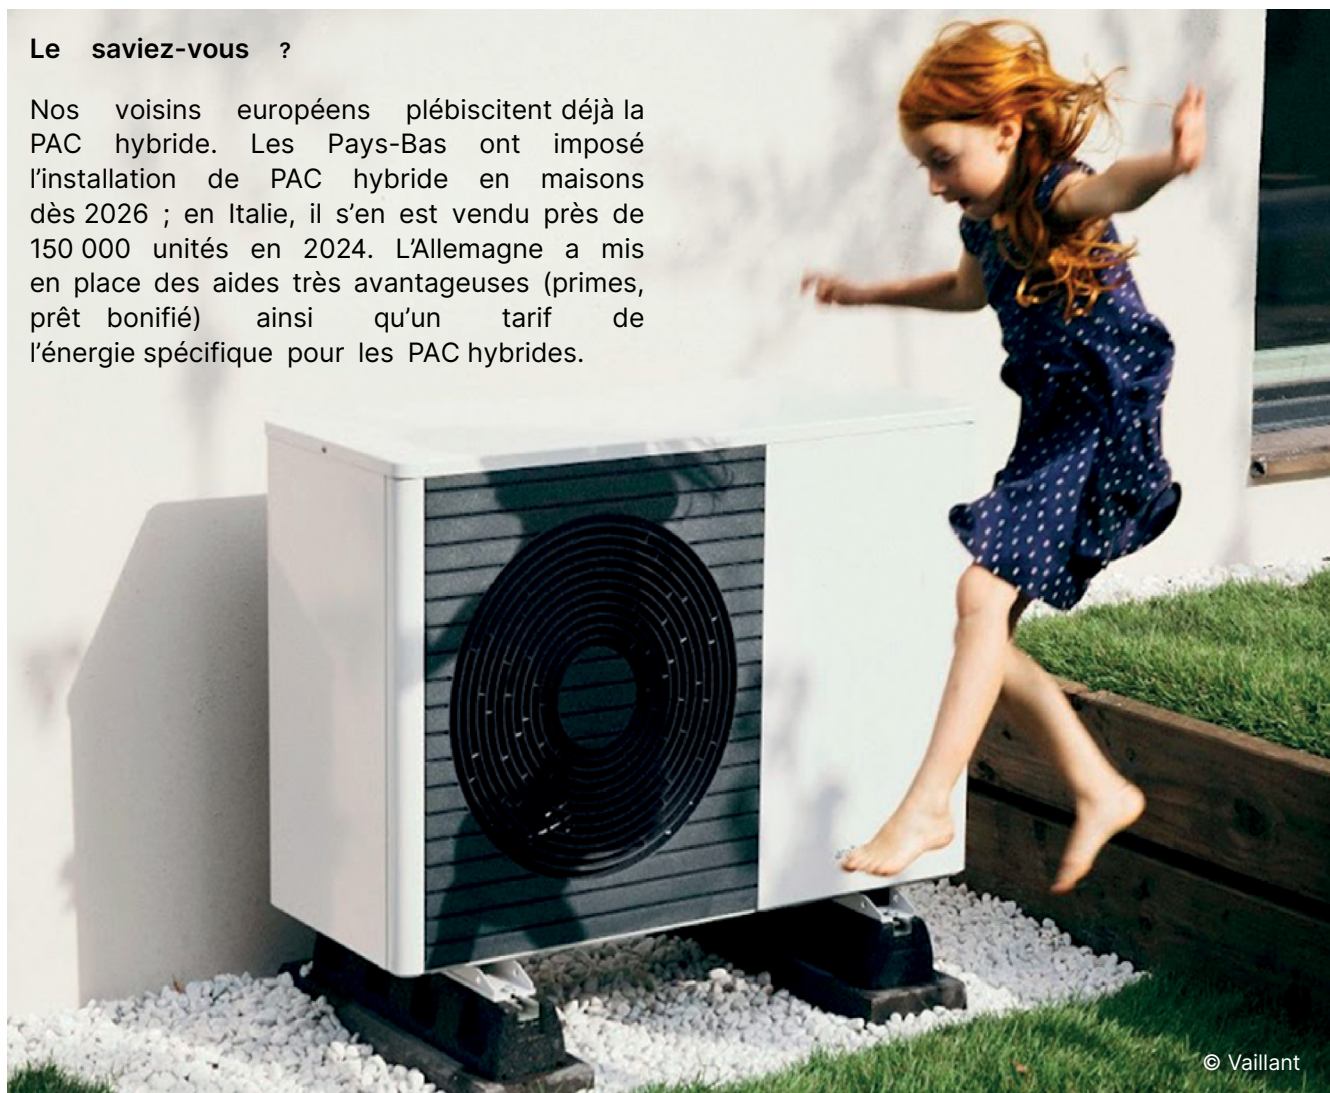 Le saviez-vous ?
Nos voisins européens plébiscitent déjà la
PAC hybride. Les Pays-Bas ont imposé
l’installation de PAC hybride en maisons
dès 2026 ; en Italie, il s’en est vendu près de
150 000 unités en 2024. L’Allemagne a mis
en place des aides très avantageuses (primes,
prêt bonifié) ainsi qu’un tarif de
l’énergie spécifique pour les PAC hybrides.
© Vaillant